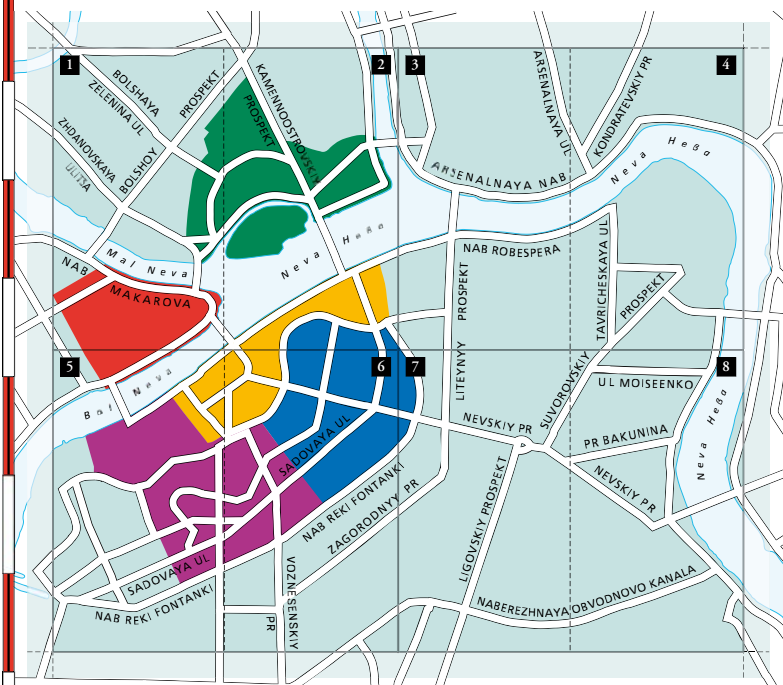 1
2
3
4
BOLSHAYA
ZELENINA UL
BOLSHOY
PROSPEKT
KAMENNOOSTROVSKIY
PROSPEKT
ZHDANOVSKAYA
ULITSA
ARSENALNAYA UL
KONDRATEVSKIY PR
ARSENALNAYA NAB
Neva Нева
Neva Нева
Mal Neva
NAB
MAKAROVA
NAB ROBESPERA
TAVRICHESKAYA UL
LITEYNYY PROSPEKT
SUVOROVSKIY
PROSPEKT
5
6
7
8
Bol Neva
UL MOISEENKO
NEVSKIY PR
PR BAKUNINA
Neva Нева
SADOVAYA UL
NAB REKI FONTANKI
ZAGORODNYY PR
LIGOVSKIY PROSPEKT
NEVSKIY PR
SADOVAYA UL
NAB REKI FONTANKI
VOZNESENSKIY
PR
NABEREZHNAYA OBVODNOVO KANALA